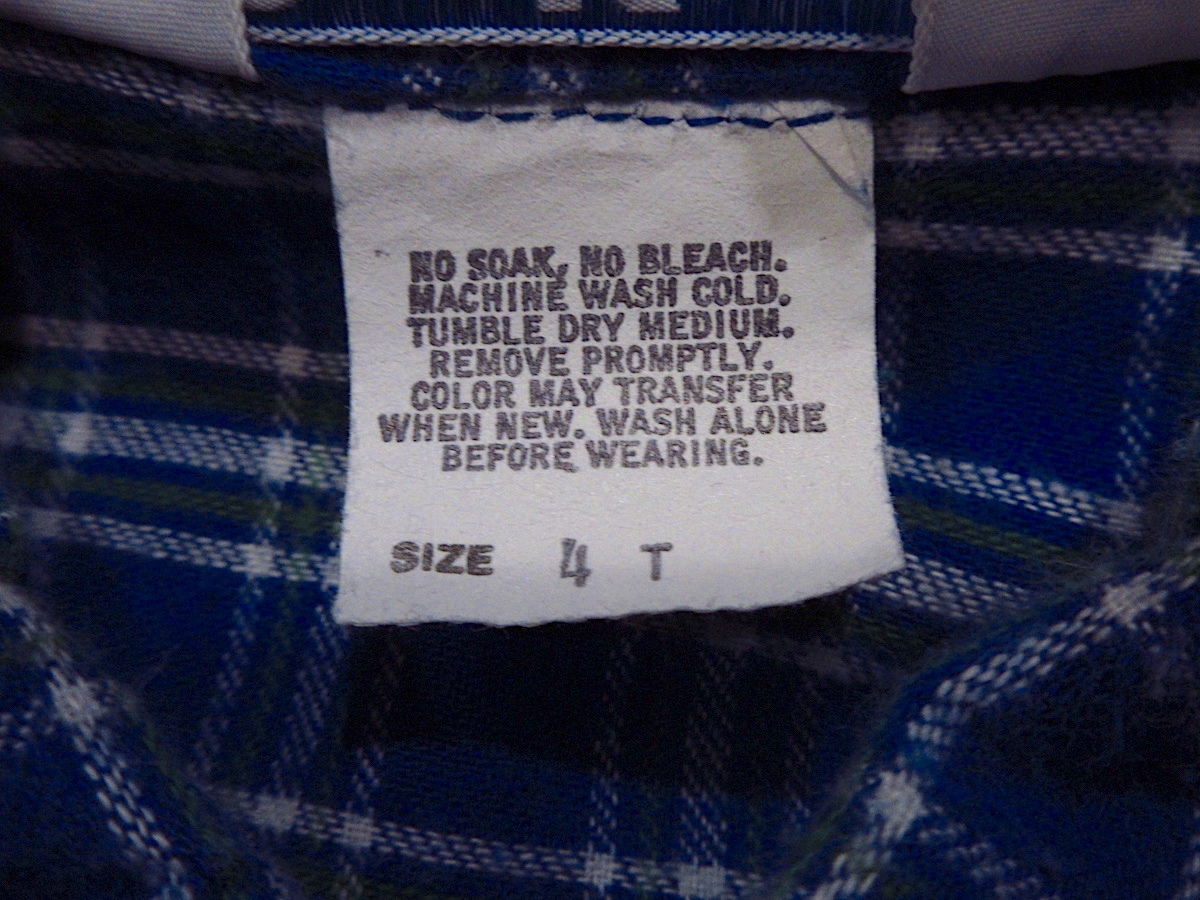 NO SOAK, NO BLEACH.
MACHINE WASH COLD.
TUMBLE DRY MEDIUM.
REMOVE PROMPTLY.
COLOR MAY TRANSFER
WHEN NEW. WASH ALONE
BEFORE WEARING.
SIZE 4 T